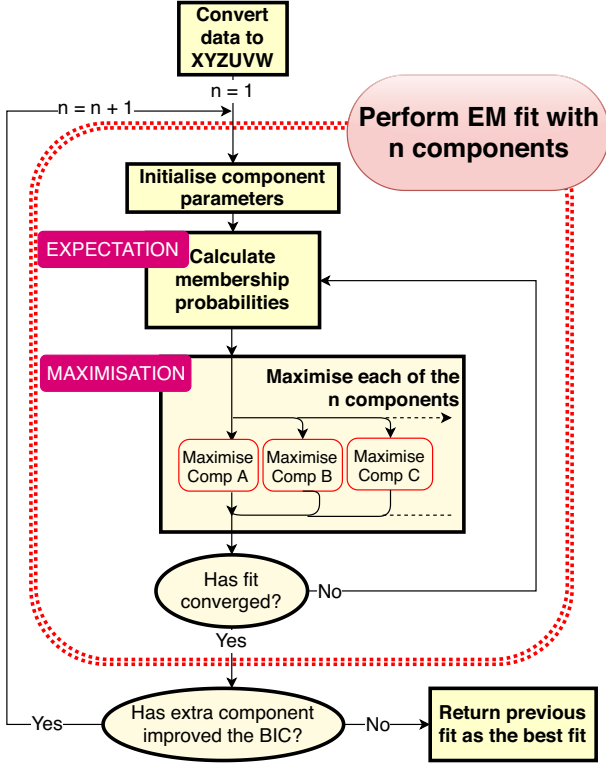 Convert
data to
XYZUVW
n = 1
n = n + 1
Perform EM fit with
n components
Initialise component
parameters
EXPECTATION
Calculate
membership
probabilities
MAXIMISATION
Maximise each of the
n components
Maximise
Comp A
Maximise
Comp B
Maximise
Comp C
Has fit
converged?
No
Yes
Has extra component
improved the BIC?
Yes
No
Return previous
fit as the best fit